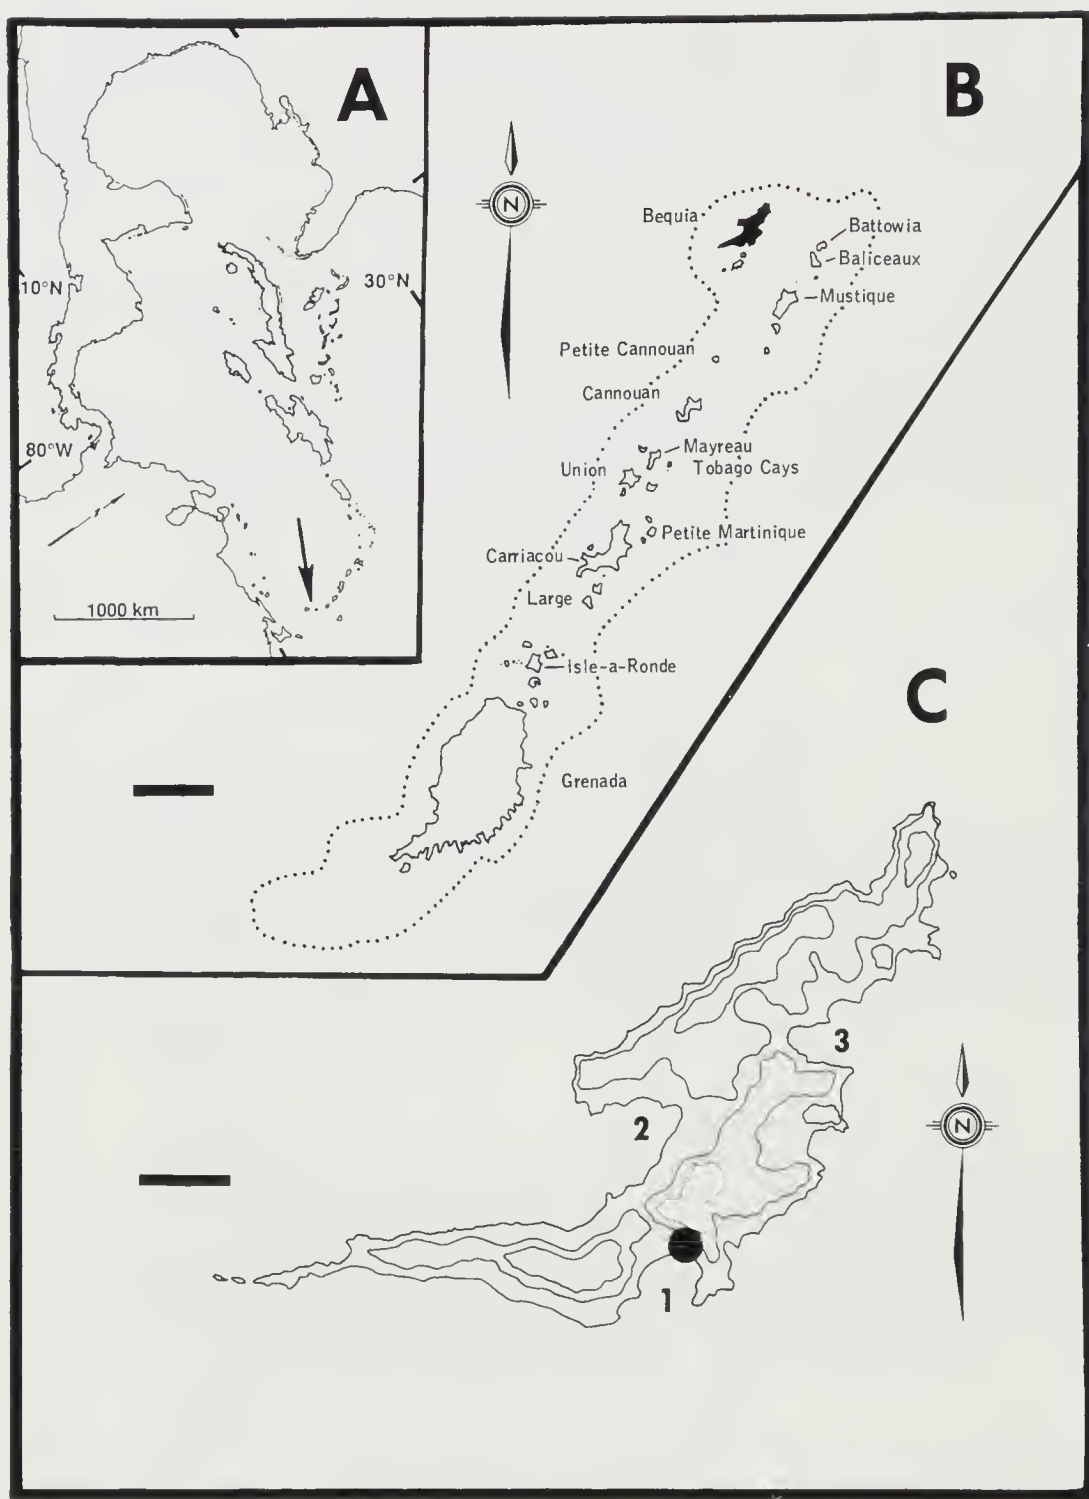 A
10°N
30°N
80°W
1000 km
B
N
Bequia
Battowia
Baliceaux
Mustique
Petite Cannouan
Cannouan
Mayreau
Union
Tobago Cays
Petite Martinique
Carriacou
Large
Isle-a-Ronde
Grenada
C
3
2
N
1